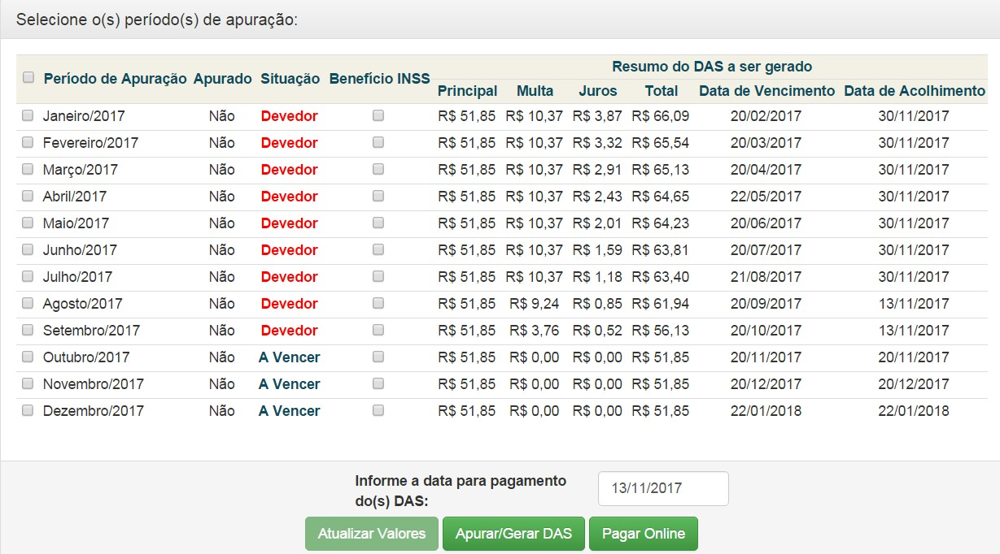 Selecione o(s) período(s) de apuração:
Resumo do DAS a ser gerado
Período de Apuração Apurado Situação Benefício INSS
Principal Multa Juros Total Data de Vencimento Data de Acolhimento
Janeiro/2017 Não Devedor R$ 51,85 R$ 10,37 R$ 3,87 R$ 66,09 20/02/2017 30/11/2017
Fevereiro/2017 Não Devedor R$ 51,85 R$ 10,37 R$ 3,32 R$ 65,54 20/03/2017 30/11/2017
Março/2017 Não Devedor R$ 51,85 R$ 10,37 R$ 2,91 R$ 65,13 20/04/2017 30/11/2017
Abril/2017 Não Devedor R$ 51,85 R$ 10,37 R$ 2,43 R$ 64,65 22/05/2017 30/11/2017
Maio/2017 Não Devedor R$ 51,85 R$ 10,37 R$ 2,01 R$ 64,23 20/06/2017 30/11/2017
Junho/2017 Não Devedor R$ 51,85 R$ 10,37 R$ 1,59 R$ 63,81 20/07/2017 30/11/2017
Julho/2017 Não Devedor R$ 51,85 R$ 10,37 R$ 1,18 R$ 63,40 21/08/2017 30/11/2017
Agosto/2017 Não Devedor R$ 51,85 R$ 9,24 R$ 0,85 R$ 61,94 20/09/2017 13/11/2017
Setembro/2017 Não Devedor R$ 51,85 R$ 3,76 R$ 0,52 R$ 56,13 20/10/2017 13/11/2017
Outubro/2017 Não A Vencer R$ 51,85 R$ 0,00 R$ 0,00 R$ 51,85 20/11/2017 20/11/2017
Novembro/2017 Não A Vencer R$ 51,85 R$ 0,00 R$ 0,00 R$ 51,85 20/12/2017 20/12/2017
Dezembro/2017 Não A Vencer R$ 51,85 R$ 0,00 R$ 0,00 R$ 51,85 22/01/2018 22/01/2018
Informe a data para pagamento
do(s) DAS:
13/11/2017
Atualizar Valores Apurar/Gerar DAS Pagar Online